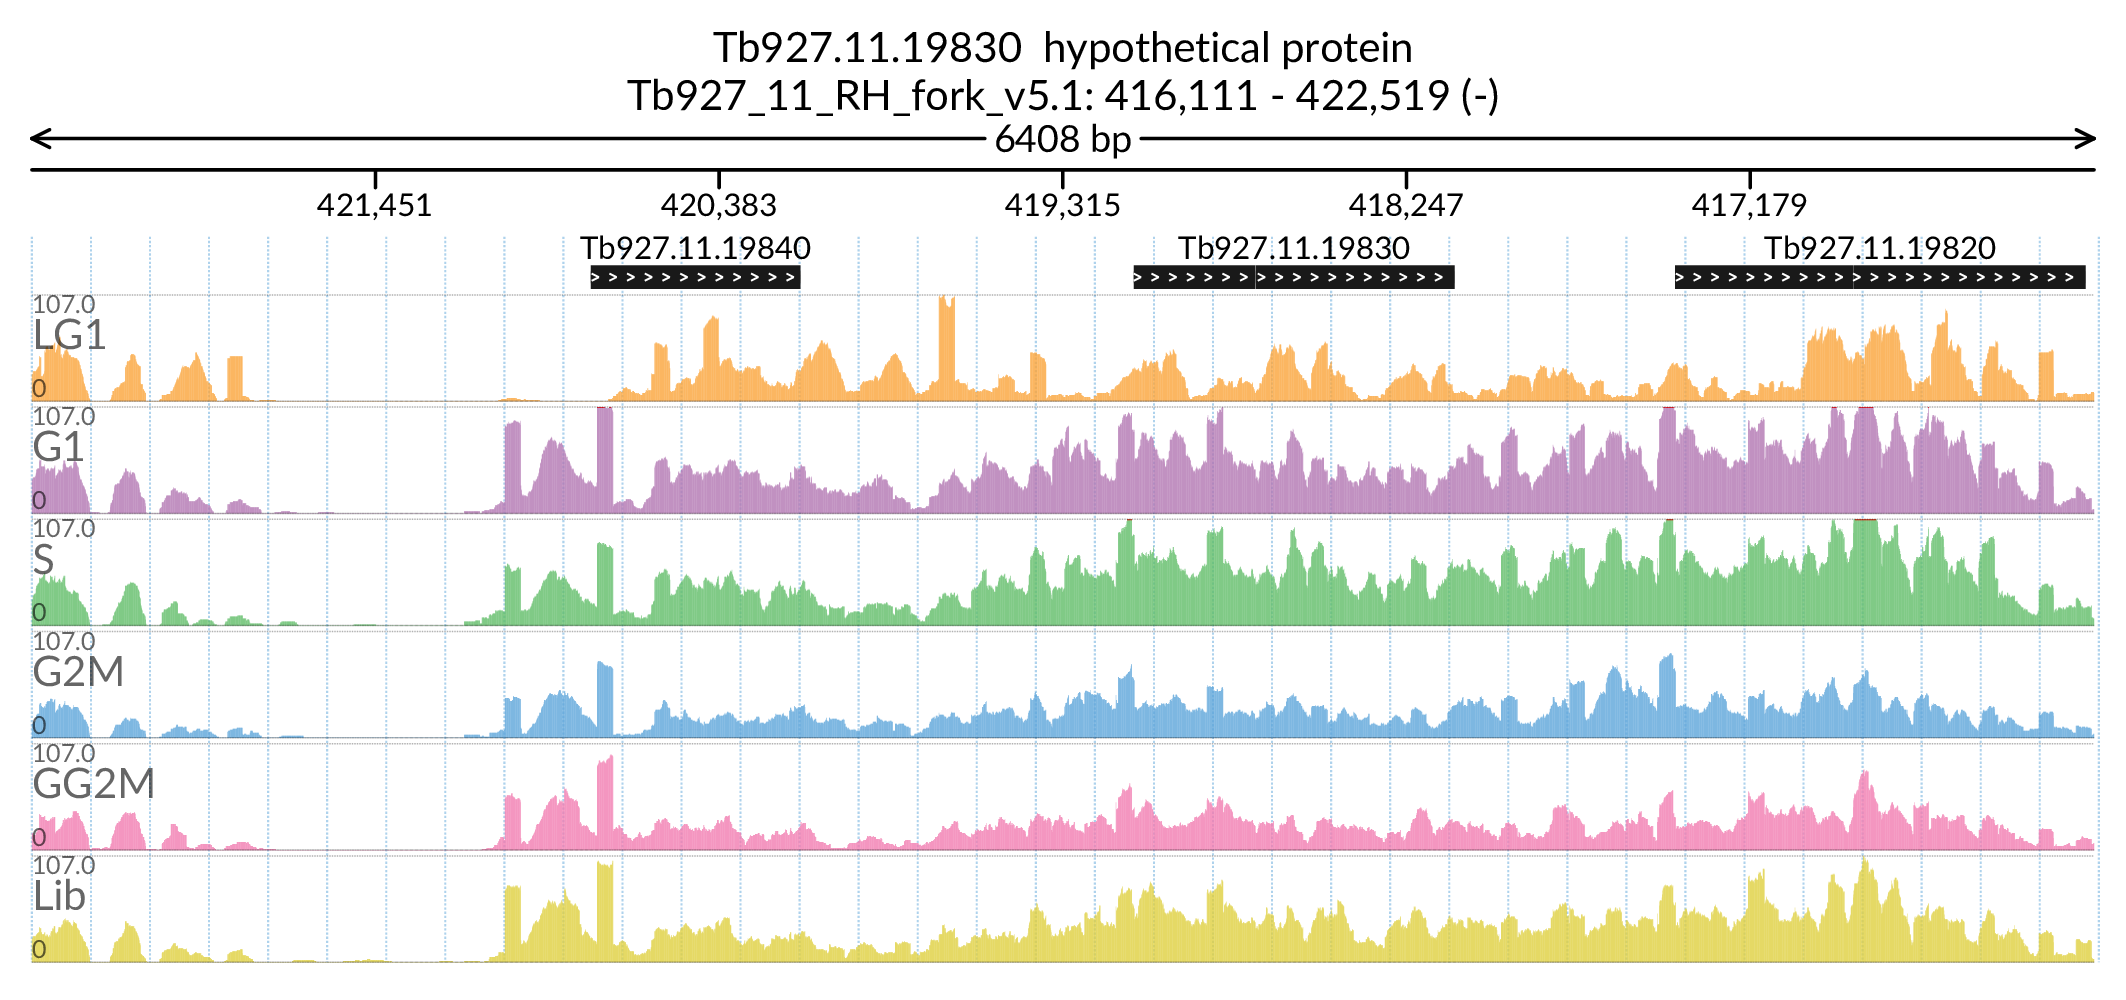 Tb927.11.19830 hypothetical protein
Tb927_11_RH_fork_v5.1: 416,111 - 422,519 (-)
6408 bp
421,451 420,383 419,315 418,247 417,179
Tb927.11.19840 Tb927.11.19830 Tb927.11.19820
107.0
LG1
0
107.0
G1
0
107.0
S
0
107.0
G2M
0
107.0
GG2M
0
107.0
Lib
0